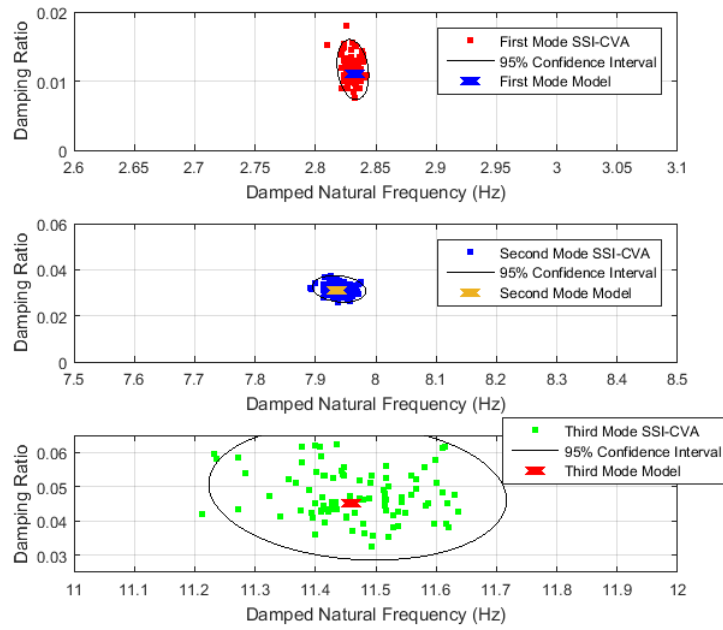 0.02
0.01
0
Damping Ratio
First Mode SSI-CVA
95% Confidence Interval
First Mode Model
2.6 2.65 2.7 2.75 2.8 2.85 2.9 2.95 3 3.05 3.1
Damped Natural Frequency (Hz)
0.06
0.04
0.02
0
Damping Ratio
Second Mode SSI-CVA
95% Confidence Interval
Second Mode Model
7.5 7.6 7.7 7.8 7.9 8 8.1 8.2 8.3 8.4 8.5
Damped Natural Frequency (Hz)
0.06
0.05
0.04
0.03
Damping Ratio
Third Mode SSI-CVA
95% Confidence Interval
Third Mode Model
11 11.1 11.2 11.3 11.4 11.5 11.6 11.7 11.8 11.9 12
Damped Natural Frequency (Hz)